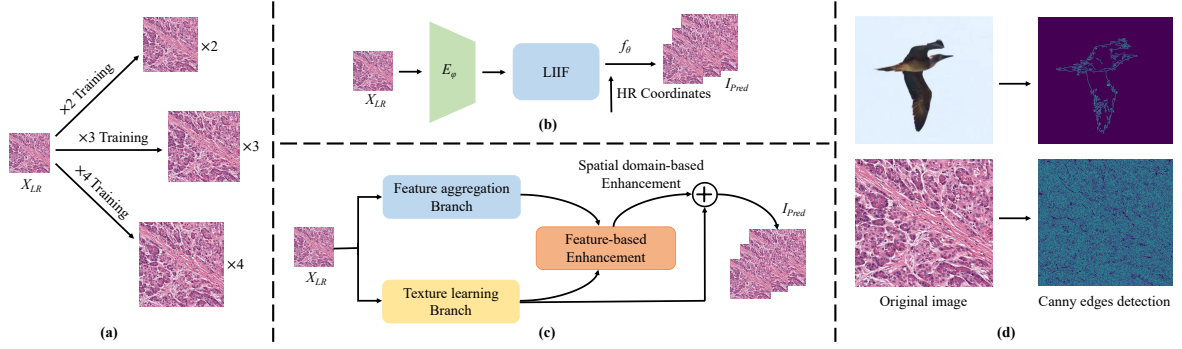 ×2
×2 Training
×3 Training
×3
X_LR
×4 Training
×4
(a)
X_LR
E_φ
LIIF
f_θ
HR Coordinates
I_Pred
(b)
Spatial domain-based
Enhancement
Feature aggregation
Branch
I_Pred
Feature-based
Enhancement
X_LR
Texture learning
Branch
(c)
Original image
Canny edges detection
(d)